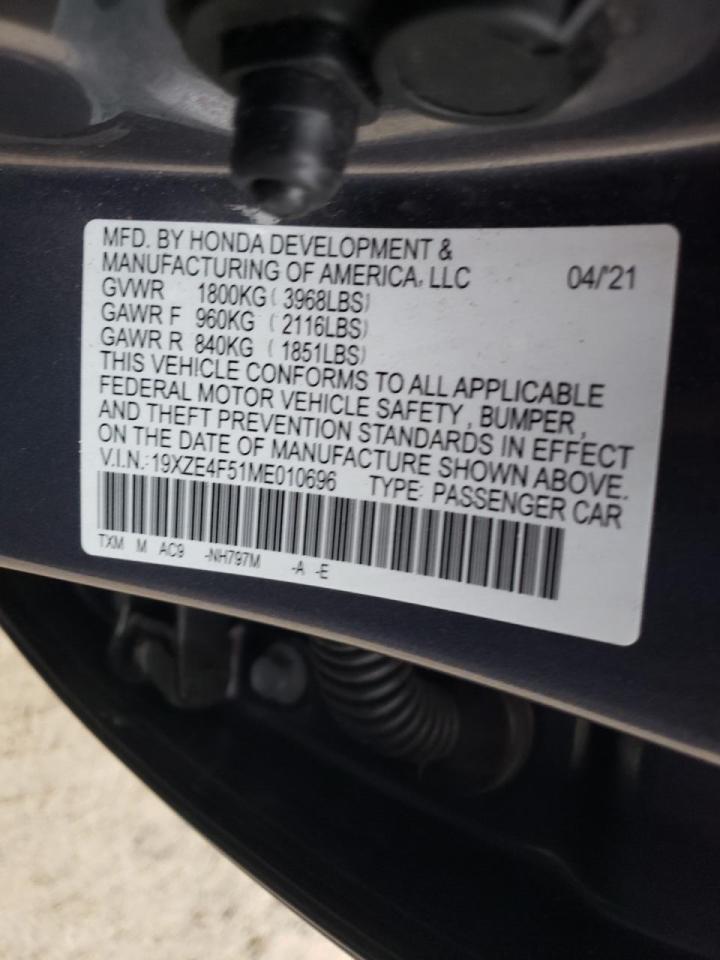 MFD. BY HONDA DEVELOPMENT &
MANUFACTURING OF AMERICA, LLC 04/'21
GVWR 1800KG ( 3968LBS)
GAWR F 960KG ( 2116LBS)
GAWR R 840KG ( 1851LBS)
THIS VEHICLE CONFORMS TO ALL APPLICABLE
FEDERAL MOTOR VEHICLE SAFETY, BUMPER,
AND THEFT PREVENTION STANDARDS IN EFFECT
ON THE DATE OF MANUFACTURE SHOWN ABOVE.
V.I.N.:19XZE4F51ME010696 TYPE: PASSENGER CAR
TXM M AC9 -NH797M -A -E